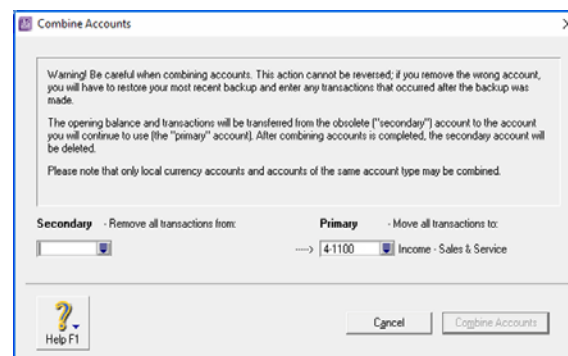 Combine Accounts
Warning! Be careful when combining accounts. This action cannot be reversed; if you remove the wrong account,
you will have to restore your most recent backup and enter any transactions that occurred after the backup was
made.
The opening balance and transactions will be transferred from the obsolete ("secondary") account to the account
you will continue to use (the "primary" account). After combining accounts is completed, the secondary account will
be deleted.
Please note that only local currency accounts and accounts of the same account type may be combined.
Secondary - Remove all transactions from: Primary - Move all transactions to:
----> 4-1100 Income - Sales & Service
Help F1 Cancel Combine Accounts